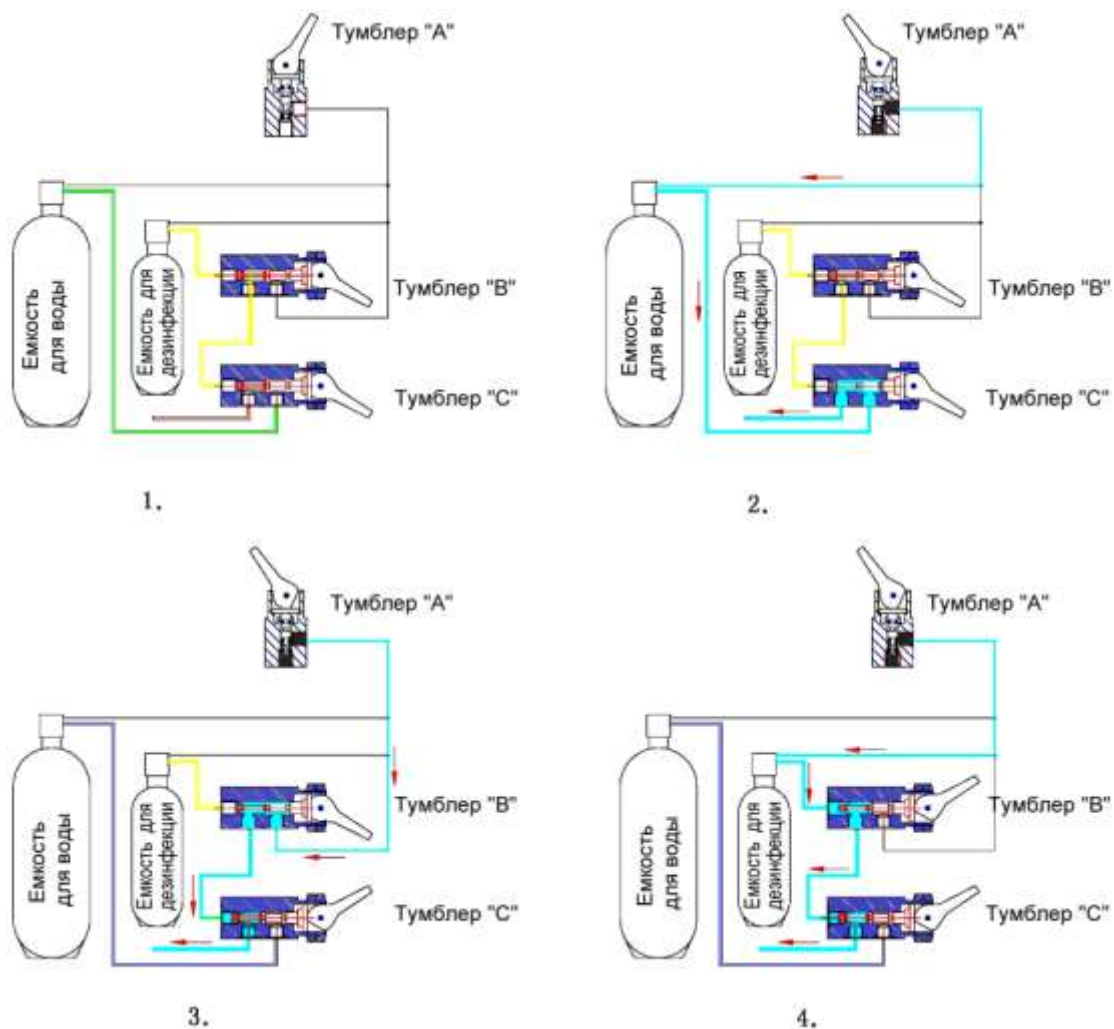 Тумблер "А"
Емкость
для воды
Емкость для
дезинфекции
Тумблер "В"
Тумблер "С"
1.
Тумблер "А"
Емкость
для воды
Емкость для
дезинфекции
Тумблер "В"
Тумблер "С"
2.
Тумблер "А"
Емкость
для воды
Емкость для
дезинфекции
Тумблер "В"
Тумблер "С"
3.
Тумблер "А"
Емкость
для воды
Емкость для
дезинфекции
Тумблер "В"
Тумблер "С"
4.